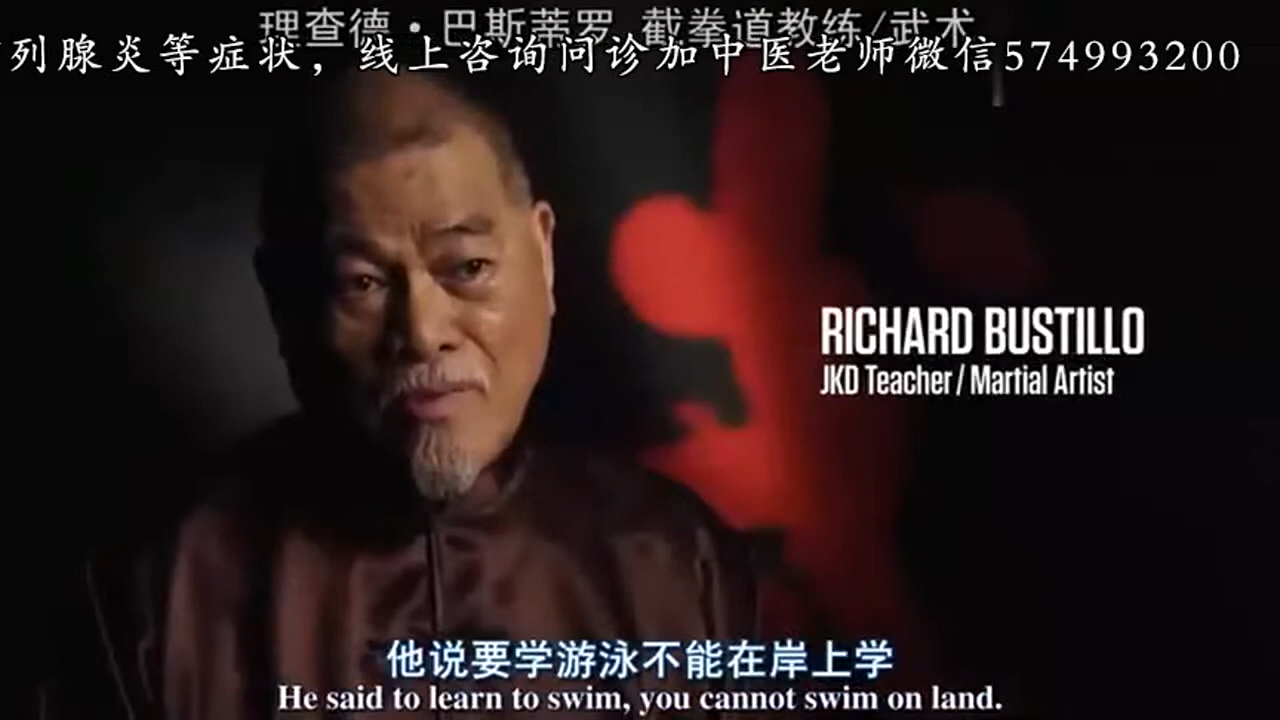 理查德·巴斯蒂罗 截拳道教练/武术
列腺炎等症状，线上咨询问诊加中医老师微信574993200
RICHARD BUSTILLO
JKD Teacher / Martial Artist
他说要学游泳不能在岸上学
He said to learn to swim, you cannot swim on land.